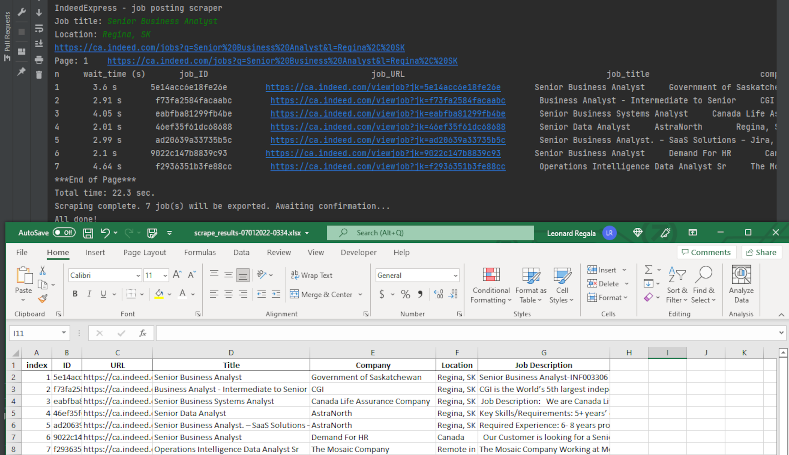 Pull Requests
IndeedExpress - job posting scraper
Job title: Senior Business Analyst
Location: Regina, SK
https://ca.indeed.com/jobs?q=Senior%20Business%20Analyst&l=Regina%2C%20SK
Page: 1 https://ca.indeed.com/jobs?q=Senior%20Business%20Analyst&l=Regina%2C%20SK
n wait_time (s) job_ID job_URL job_title comp
1 3.6 s 5e14acc6e18fe26e https://ca.indeed.com/viewjob?jk=5e14acc6e18fe26e Senior Business Analyst Government of Saskatche
2 2.91 s f73fa2584facaabc https://ca.indeed.com/viewjob?jk=f73fa2584facaabc Business Analyst - Intermediate to Senior CGI
3 4.05 s eabfba81299fb4be https://ca.indeed.com/viewjob?jk=eabfba81299fb4be Senior Business Systems Analyst Canada Life As
4 2.01 s 46ef35f61dc68688 https://ca.indeed.com/viewjob?jk=46ef35f61dc68688 Senior Data Analyst AstraNorth Regina, S
5 2.99 s ad20639a33735b5c https://ca.indeed.com/viewjob?jk=ad20639a33735b5c Senior Business Analyst. - SaaS Solutions - Jira,
6 2.1 s 9022c147b8839c93 https://ca.indeed.com/viewjob?jk=9022c147b8839c93 Senior Business Analyst Demand For HR Can
7 4.64 s f2936351b3fe88cc https://ca.indeed.com/viewjob?jk=f2936351b3fe88cc Operations Intelligence Data Analyst Sr The Mo
***End of Page***
Total time: 22.3 sec.
Scraping complete. 7 job(s) will be exported. Awaiting confirmation...
All done!
AutoSave Off scrape_results-07012022-0334.xlsx Search (Alt+Q) Leonard Regala LR
File Home Insert Page Layout Formulas Data Review View Developer Help Comments Share
Paste Calibri 11 A A Wrap Text General Conditional Formatting Format as Table Cell Styles Insert Sort & Filter Find & Select Analyze Data
B I U A Merge & Center $ % Delete Format
Clipboard Font Alignment Number Styles Cells Editing Analysis
I11 fx
A B C D E F G H I J K
1 index ID URL Title Company Location Job Description
2 1 5e14acc https://ca.indeed. Senior Business Analyst Government of Saskatchewan Regina, SK Senior Business Analyst-INF003306
3 2 f73fa258 https://ca.indeed. Business Analyst - Intermediate to Senior CGI Regina, SK CGI is the World's 5th largest indep
4 3 eabfba8 https://ca.indeed. Senior Business Systems Analyst Canada Life Assurance Company Regina, SK Job Description: We are Canada Li
5 4 46ef35f https://ca.indeed. Senior Data Analyst AstraNorth Regina, SK Key Skills/Requirements: 5+ years'
6 5 ad20639 https://ca.indeed. Senior Business Analyst. – SaaS Solutions - AstraNorth Regina, SK Required Experience: 6- 8 years pro
7 6 9022c14 https://ca.indeed. Senior Business Analyst Demand For HR Canada Our Customer is looking for a Seni
8 7 f293635 https://ca.indeed. Operations Intelligence Data Analyst Sr The Mosaic Company Remote in The Mosaic Company Working at Mo